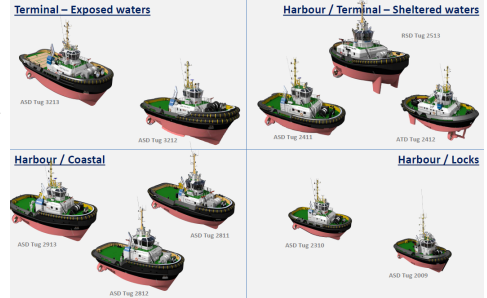 Terminal – Exposed waters
ASD Tug 3213
ASD Tug 3212
Harbour / Terminal – Sheltered waters
RSD Tug 2513
ASD Tug 2411
ATD Tug 2412
Harbour / Coastal
ASD Tug 2913
ASD Tug 2811
ASD Tug 2812
Harbour / Locks
ASD Tug 2310
ASD Tug 2009